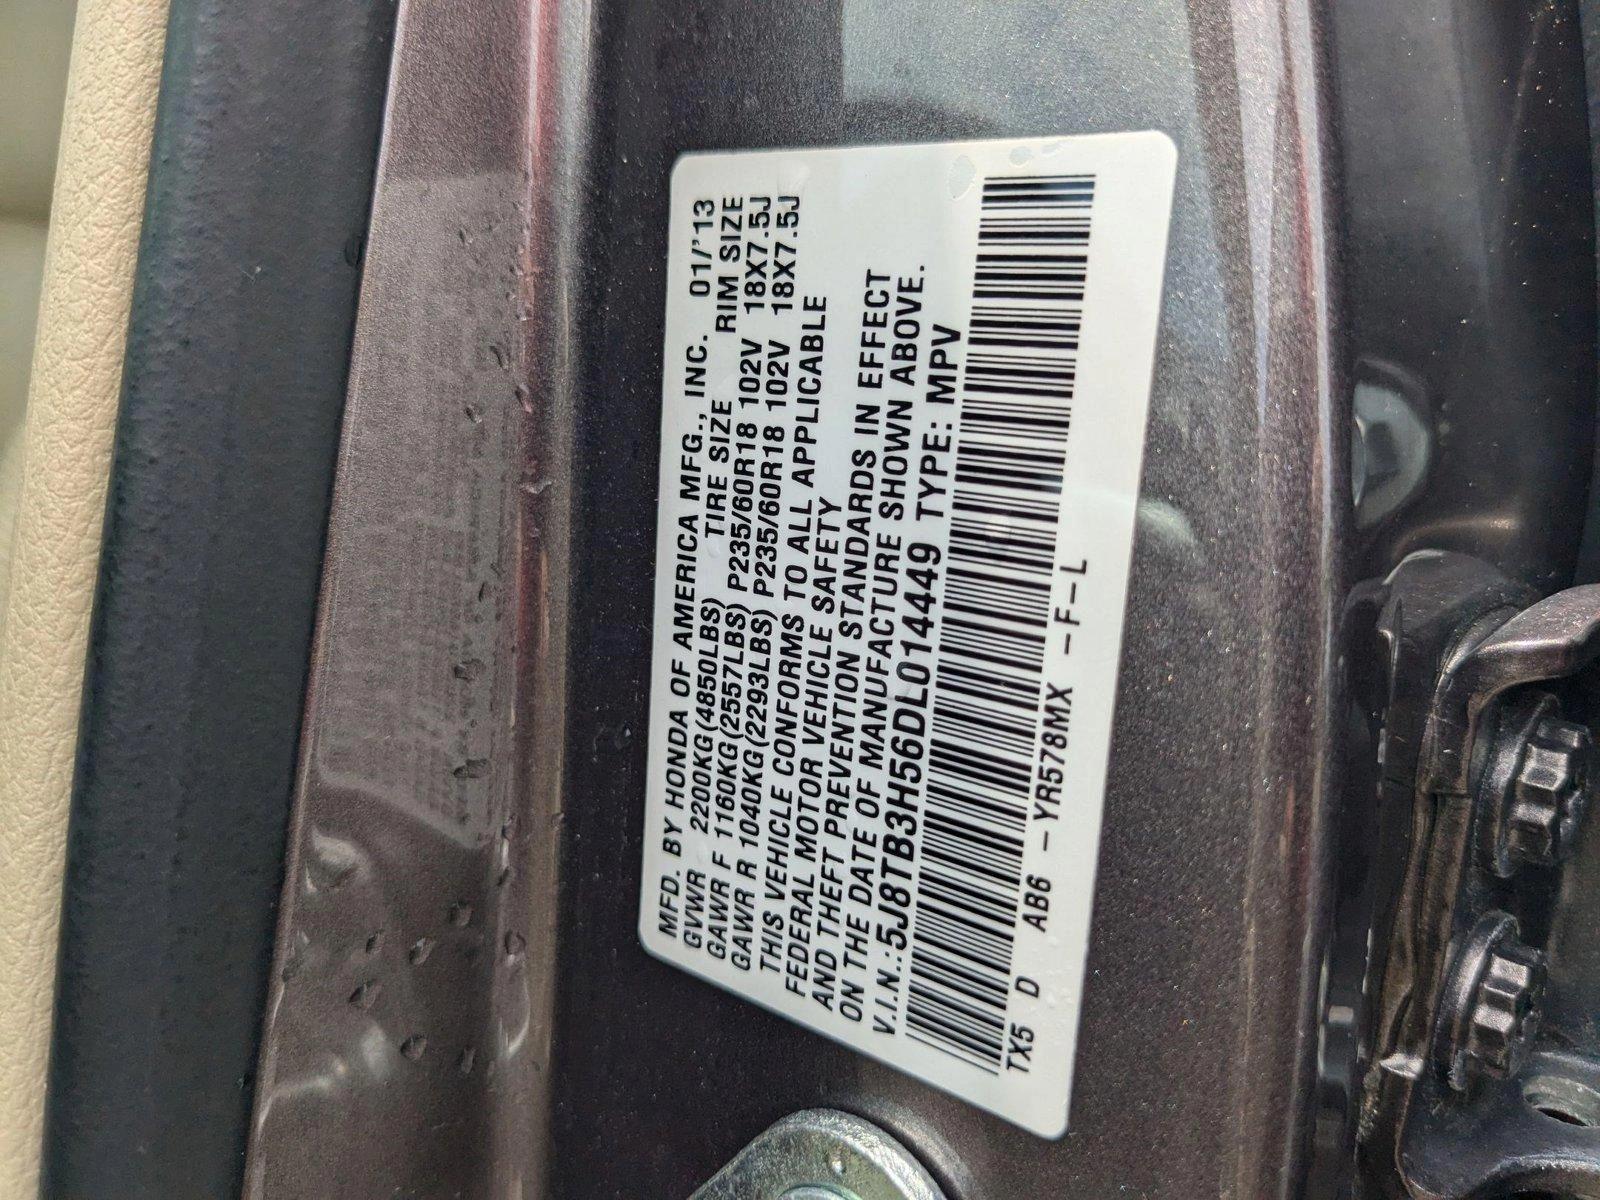 MFD. BY HONDA OF AMERICA MFG., INC. 01/'13
GVWR 2200KG(4850LBS) TIRE SIZE RIM SIZE
GAWR F 1160KG(2557LBS) P235/60R18 102V 18X7.5J
GAWR R 1040KG(2293LBS) P235/60R18 102V 18X7.5J
THIS VEHICLE CONFORMS TO ALL APPLICABLE
FEDERAL MOTOR VEHICLE SAFETY
AND THEFT PREVENTION STANDARDS IN EFFECT
ON THE DATE OF MANUFACTURE SHOWN ABOVE.
V.I.N.:5J8TB3H56DL014449 TYPE: MPV
TX5 D AB6 -YR578MX -F-L